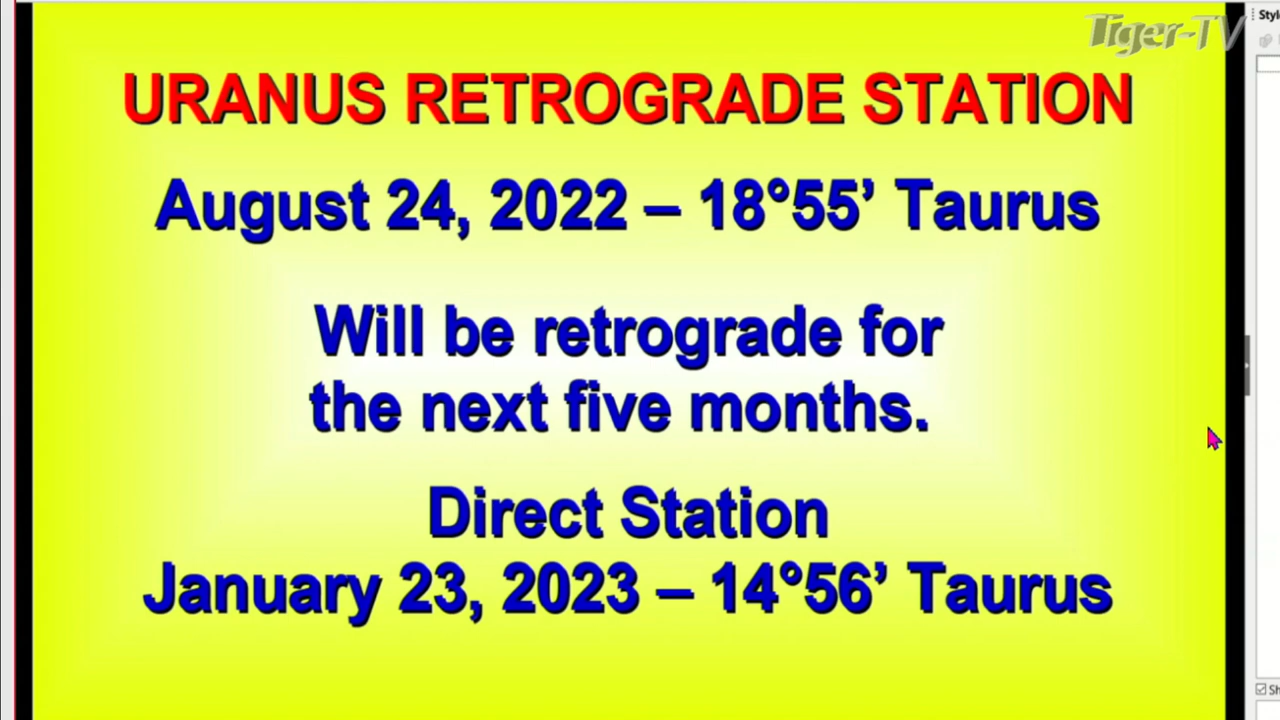 Tiger-TV
URANUS RETROGRADE STATION
August 24, 2022 – 18°55’ Taurus
Will be retrograde for
the next five months.
Direct Station
January 23, 2023 – 14°56’ Taurus